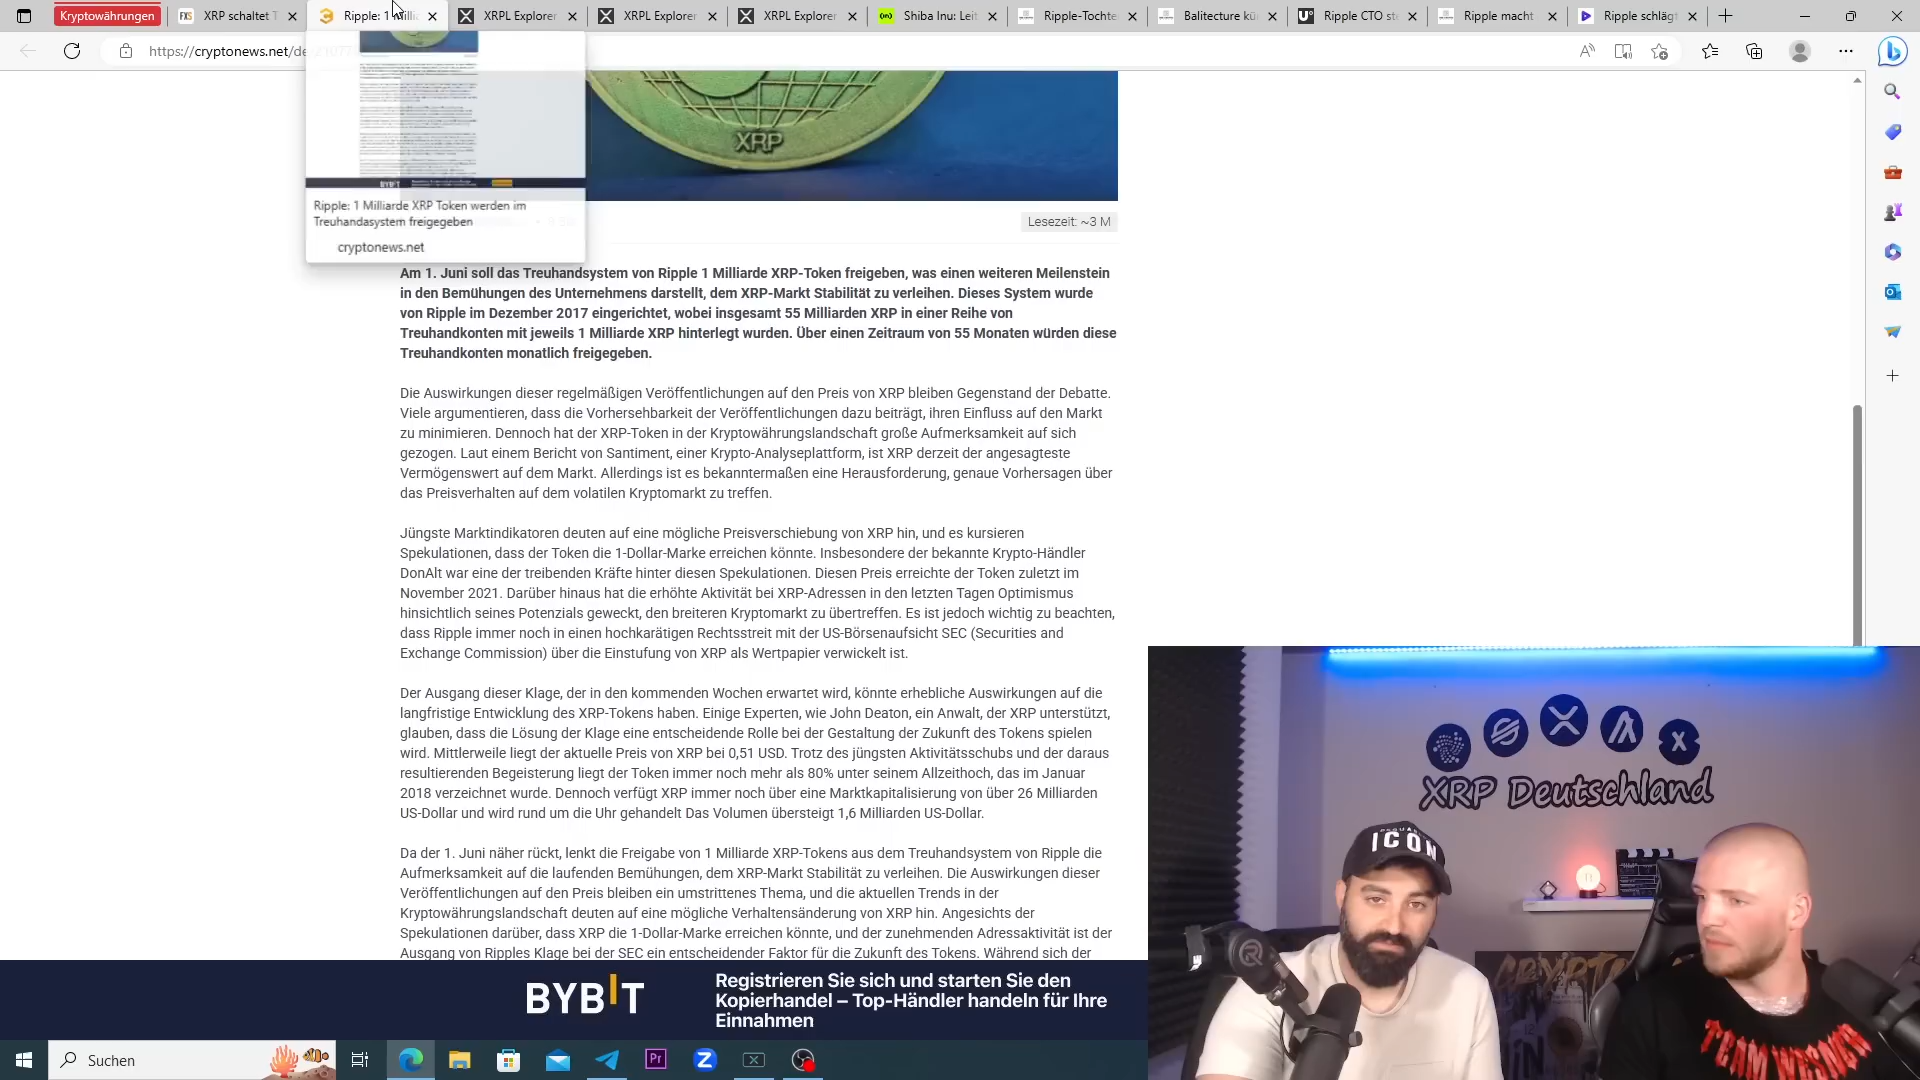 Kryptowährungen
XRP schaltet T
Ripple: 1 Milli
XRPL Explorer
XRPL Explorer
XRPL Explorer
Shiba Inu: Leit
Ripple-Tochte
Balitecture kü
Ripple CTO st
Ripple macht
Ripple schläg
https://cryptonews.net/de
XRP
Ripple: 1 Milliarde XRP Token werden im
Treuhandasystem freigegeben
cryptonews.net
Lesezeit: ~3 M
Am 1. Juni soll das Treuhandsystem von Ripple 1 Milliarde XRP-Token freigeben, was einen weiteren Meilenstein
in den Bemühungen des Unternehmens darstellt, dem XRP-Markt Stabilität zu verleihen. Dieses System wurde
von Ripple im Dezember 2017 eingerichtet, wobei insgesamt 55 Milliarden XRP in einer Reihe von
Treuhandkonten mit jeweils 1 Milliarde XRP hinterlegt wurden. Über einen Zeitraum von 55 Monaten würden diese
Treuhandkonten monatlich freigegeben.
Die Auswirkungen dieser regelmäßigen Veröffentlichungen auf den Preis von XRP bleiben Gegenstand der Debatte.
Viele argumentieren, dass die Vorhersehbarkeit der Veröffentlichungen dazu beiträgt, ihren Einfluss auf den Markt
zu minimieren. Dennoch hat der XRP-Token in der Kryptowährungslandschaft große Aufmerksamkeit auf sich
gezogen. Laut einem Bericht von Santiment, einer Krypto-Analyseplattform, ist XRP derzeit der angesagteste
Vermögenswert auf dem Markt. Allerdings ist es bekanntermaßen eine Herausforderung, genaue Vorhersagen über
das Preisverhalten auf dem volatilen Kryptomarkt zu treffen.
Jüngste Marktindikatoren deuten auf eine mögliche Preisverschiebung von XRP hin, und es kursieren
Spekulationen, dass der Token die 1-Dollar-Marke erreichen könnte. Insbesondere der bekannte Krypto-Händler
DonAlt war eine der treibenden Kräfte hinter diesen Spekulationen. Diesen Preis erreichte der Token zuletzt im
November 2021. Darüber hinaus hat die erhöhte Aktivität bei XRP-Adressen in den letzten Tagen Optimismus
hinsichtlich seines Potenzials geweckt, den breiteren Kryptomarkt zu übertreffen. Es ist jedoch wichtig zu beachten,
dass Ripple immer noch in einen hochkarätigen Rechtsstreit mit der US-Börsenaufsicht SEC (Securities and
Exchange Commission) über die Einstufung von XRP als Wertpapier verwickelt ist.
Der Ausgang dieser Klage, der in den kommenden Wochen erwartet wird, könnte erhebliche Auswirkungen auf die
langfristige Entwicklung des XRP-Tokens haben. Einige Experten, wie John Deaton, ein Anwalt, der XRP unterstützt,
glauben, dass die Lösung der Klage eine entscheidende Rolle bei der Gestaltung der Zukunft des Tokens spielen
wird. Mittlerweile liegt der aktuelle Preis von XRP bei 0,51 USD. Trotz des jüngsten Aktivitätsschubs und der daraus
resultierenden Begeisterung liegt der Token immer noch mehr als 80% unter seinem Allzeithoch, das im Januar
2018 verzeichnet wurde. Dennoch verfügt XRP immer noch über eine Marktkapitalisierung von über 26 Milliarden
US-Dollar und wird rund um die Uhr gehandelt Das Volumen übersteigt 1,6 Milliarden US-Dollar.
Da der 1. Juni näher rückt, lenkt die Freigabe von 1 Milliarde XRP-Tokens aus dem Treuhandsystem von Ripple die
Aufmerksamkeit auf die laufenden Bemühungen, dem XRP-Markt Stabilität zu verleihen. Die Auswirkungen dieser
Veröffentlichungen auf den Preis bleiben ein umstrittenes Thema, und die aktuellen Trends in der
Kryptowährungslandschaft deuten auf eine mögliche Verhaltensänderung von XRP hin. Angesichts der
Spekulationen darüber, dass XRP die 1-Dollar-Marke erreichen könnte, und der zunehmenden Adressaktivität ist der
Ausgang von Ripples Klage bei der SEC ein entscheidender Faktor für die Zukunft des Tokens. Während sich der
XRP Deutschland
ICON
CRYPTO
BYBIT
Registrieren Sie sich und starten Sie den
Kopierhandel – Top-Händler handeln für Ihre
Einnahmen
Suchen